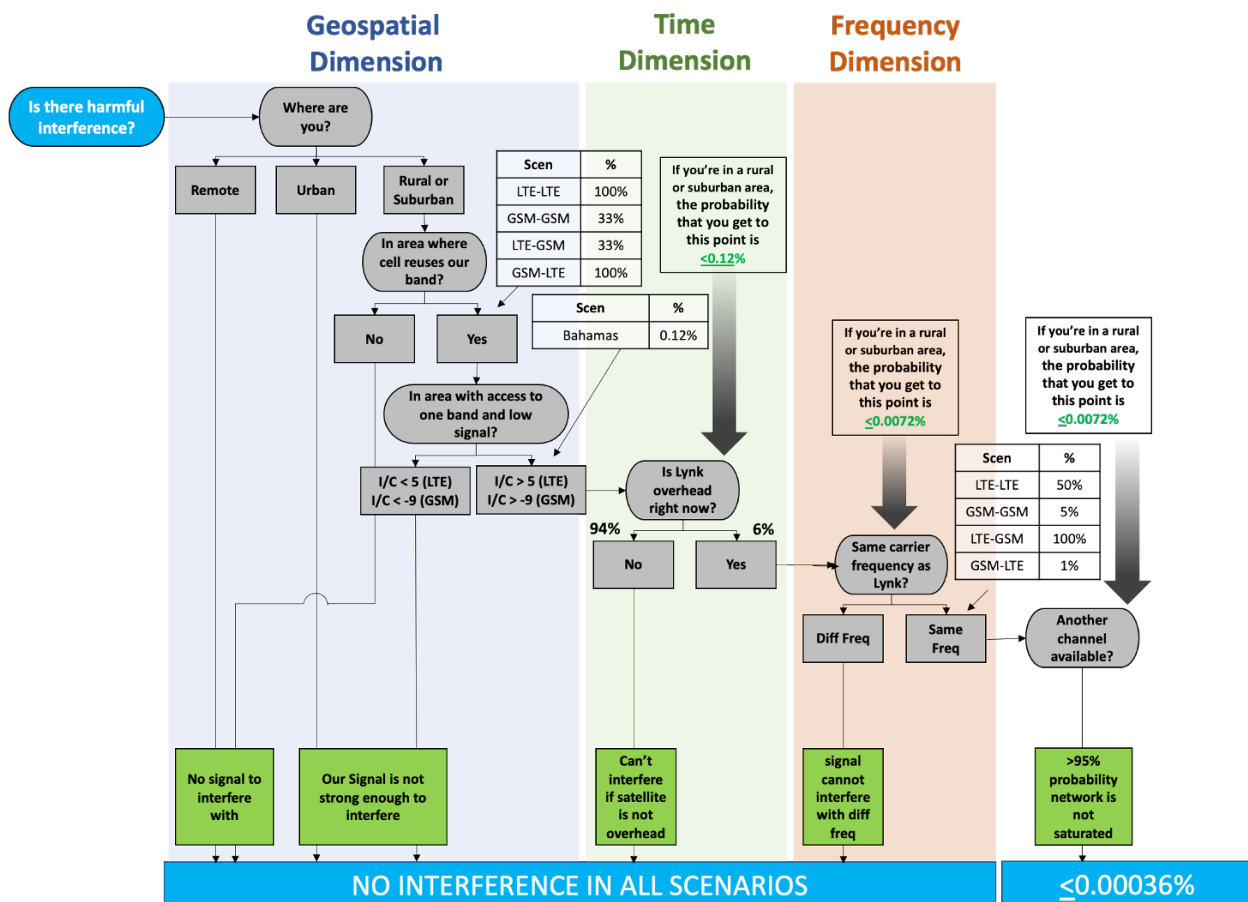 Geospatial
Dimension
Time
Dimension
Frequency
Dimension
Is there harmful
interference?
Where are
you?
Remote
Urban
Rural or
Suburban
Scen %
LTE-LTE 100%
GSM-GSM 33%
LTE-GSM 33%
GSM-LTE 100%
If you're in a rural
or suburban area,
the probability
that you get to
this point is
<0.12%
In area where
cell reuses our
band?
No
Yes
Scen %
Bahamas 0.12%
In area with access to
one band and low
signal?
I/C < 5 (LTE)
I/C < -9 (GSM)
I/C > 5 (LTE)
I/C > -9 (GSM)
Is Lynk
overhead
right now?
94%
6%
No
Yes
If you're in a rural
or suburban area,
the probability
that you get to
this point is
<0.0072%
If you're in a rural
or suburban area,
the probability
that you get to
this point is
<0.0072%
Scen %
LTE-LTE 50%
GSM-GSM 5%
LTE-GSM 100%
GSM-LTE 1%
Same carrier
frequency as
Lynk?
Diff Freq
Same
Freq
Another
channel
available?
No signal to
interfere
with
Our Signal is not
strong enough to
interfere
Can't
interfere
if satellite
is not
overhead
signal
cannot
interfere
with diff
freq
>95%
probability
network is
not
saturated
NO INTERFERENCE IN ALL SCENARIOS
<0.00036%